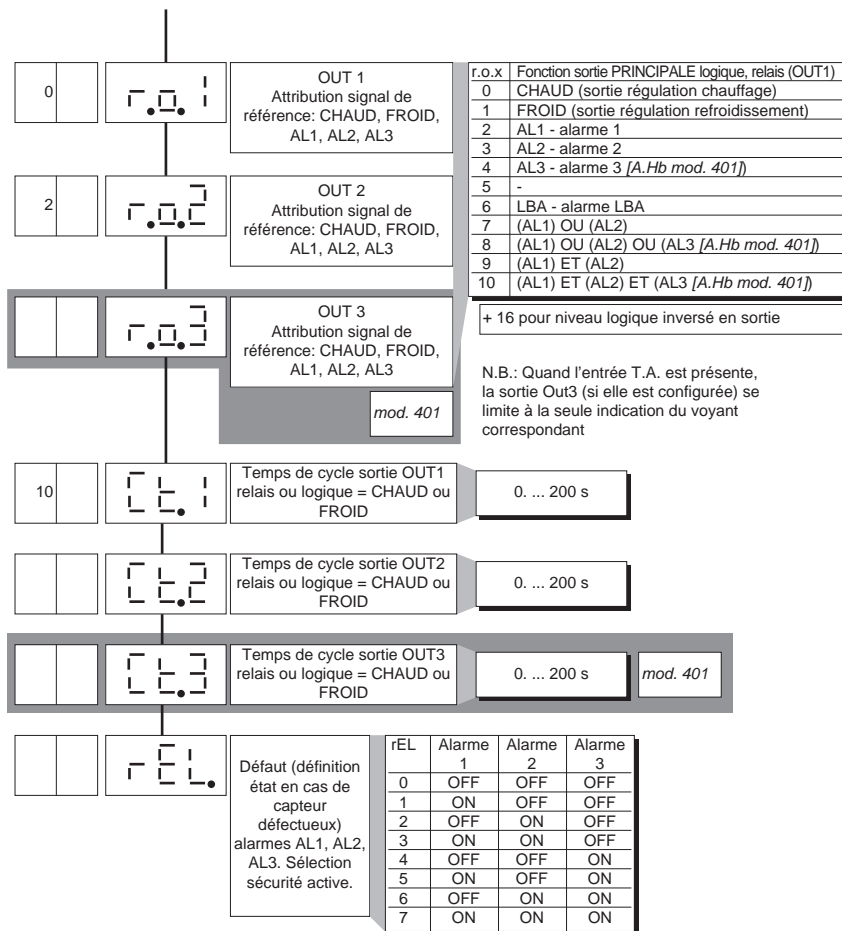 0
r.o.1
OUT 1
Attribution signal de
référence: CHAUD, FROID,
AL1, AL2, AL3
r.o.x Fonction sortie PRINCIPALE logique, relais (OUT1)
0 CHAUD (sortie régulation chauffage)
1 FROID (sortie régulation refroidissement)
2 AL1 - alarme 1
3 AL2 - alarme 2
4 AL3 - alarme 3 [A.Hb mod. 401])
5 -
6 LBA - alarme LBA
7 (AL1) OU (AL2)
8 (AL1) OU (AL2) OU (AL3 [A.Hb mod. 401])
9 (AL1) ET (AL2)
10 (AL1) ET (AL2) ET (AL3 [A.Hb mod. 401])
+ 16 pour niveau logique inversé en sortie
2
r.o.2
OUT 2
Attribution signal de
référence: CHAUD, FROID,
AL1, AL2, AL3
r.o.3
OUT 3
Attribution signal de
référence: CHAUD, FROID,
AL1, AL2, AL3
mod. 401
N.B.: Quand l'entrée T.A. est présente,
la sortie Out3 (si elle est configurée) se
limite à la seule indication du voyant
correspondant
10
Ct.1
Temps de cycle sortie OUT1
relais ou logique = CHAUD ou
FROID
0. ... 200 s
Ct.2
Temps de cycle sortie OUT2
relais ou logique = CHAUD ou
FROID
0. ... 200 s
Ct.3
Temps de cycle sortie OUT3
relais ou logique = CHAUD ou
FROID
0. ... 200 s
mod. 401
rEL.
Défaut (définition
état en cas de
capteur
défectueux)
alarmes AL1, AL2,
AL3. Sélection
sécurité active.
rEL Alarme Alarme Alarme
1 2 3
0 OFF OFF OFF
1 ON OFF OFF
2 OFF ON OFF
3 ON ON OFF
4 OFF OFF ON
5 ON OFF ON
6 OFF ON ON
7 ON ON ON